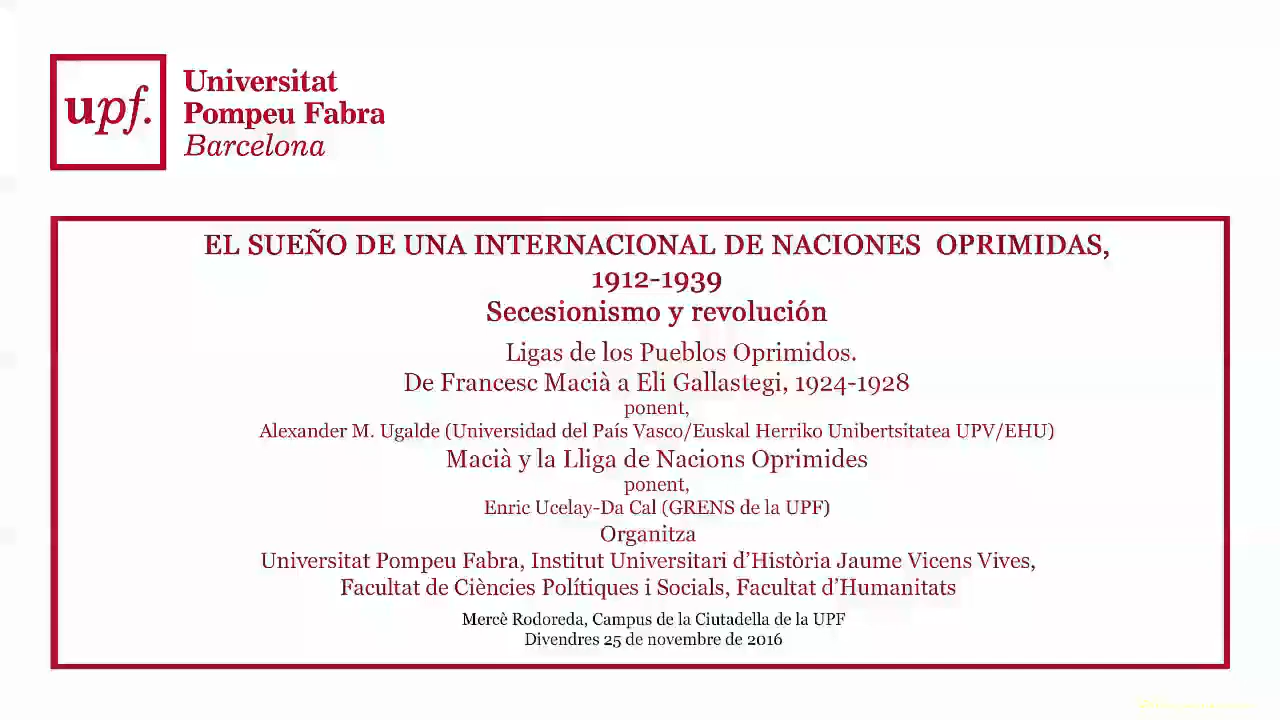 upf.
Universitat
Pompeu Fabra
Barcelona
EL SUEÑO DE UNA INTERNACIONAL DE NACIONES OPRIMIDAS,
1912-1939
Secesionismo y revolución
Ligas de los Pueblos Oprimidos.
De Francesc Macià a Eli Gallastegi, 1924-1928
ponent,
Alexander M. Ugalde (Universidad del País Vasco/Euskal Herriko Unibertsitatea UPV/EHU)
Macià y la Lliga de Nacions Oprimides
ponent,
Enric Ucelay-Da Cal (GRENS de la UPF)
Organitza
Universitat Pompeu Fabra, Institut Universitari d’Història Jaume Vicens Vives,
Facultat de Ciències Polítiques i Socials, Facultat d’Humanitats
Mercè Rodoreda, Campus de la Ciutadella de la UPF
Divendres 25 de novembre de 2016